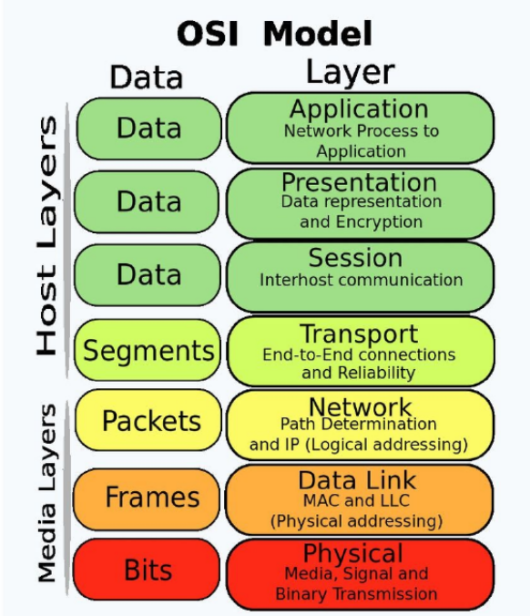 OSI Model
Data Layer
Host Layers
Data
Application
Network Process to
Application
Data
Presentation
Data representation
and Encryption
Data
Session
Interhost communication
Segments
Transport
End-to-End connections
and Reliability
Media Layers
Packets
Network
Path Determination
and IP (Logical addressing)
Frames
Data Link
MAC and LLC
(Physical addressing)
Bits
Physical
Media, Signal and
Binary Transmission